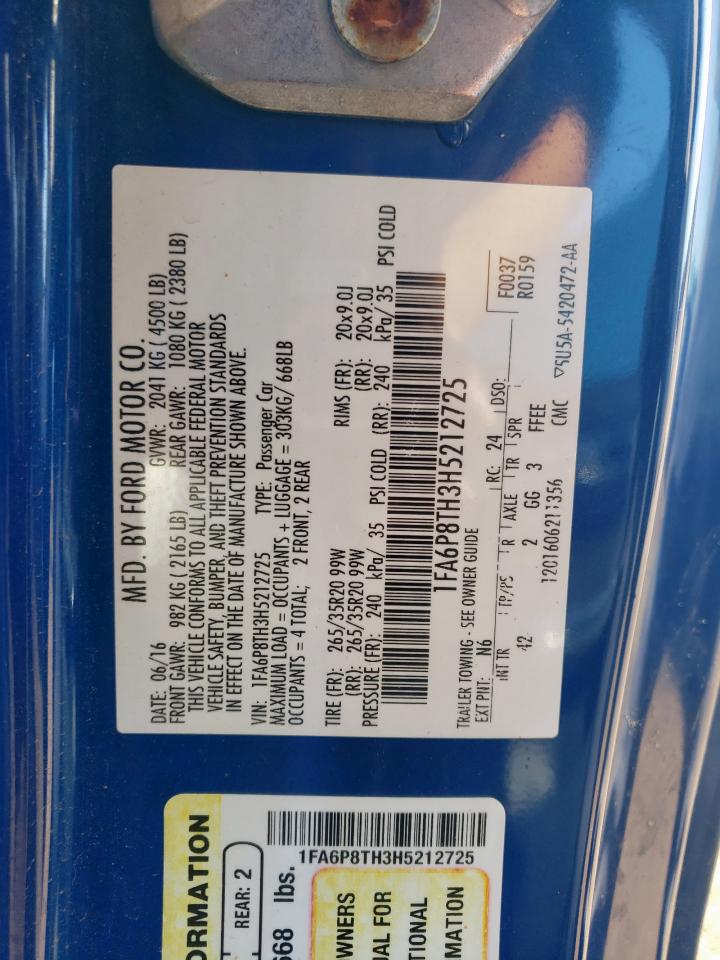 MFD. BY FORD MOTOR CO.
DATE: 06/16 GVWR: 2041 KG ( 4500 LB)
FRONT GAWR: 982 KG ( 2165 LB) REAR GAWR: 1080 KG ( 2380 LB)
THIS VEHICLE CONFORMS TO ALL APPLICABLE FEDERAL MOTOR
VEHICLE SAFETY, BUMPER, AND THEFT PREVENTION STANDARDS
IN EFFECT ON THE DATE OF MANUFACTURE SHOWN ABOVE.
VIN: 1FA6P8TH3H5212725 TYPE: Passenger Car
MAXIMUM LOAD = OCCUPANTS + LUGGAGE = 303KG/ 668LB
OCCUPANTS = 4 TOTAL; 2 FRONT, 2 REAR
TIRE (FR): 265/35R20 99W RIMS (FR): 20x9.0J
(RR): 265/35R20 99W (RR): 20x9.0J
PRESSURE (FR): 240 kPa/ 35 PSI COLD (RR): 240 kPa/ 35 PSI COLD
1FA6P8TH3H5212725
TRAILER TOWING - SEE OWNER GUIDE F0037
EXT PNT: N6 RC: 24 DSO: R0159
INT TR TP/PS R AXLE TR SPR
42 2 GG 3 FFEE
1201606211356 CMC ▽5U5A-5420472-AA
ORMATION
REAR: 2
668 lbs.
1FA6P8TH3H5212725
WNERS
AL FOR
TIONAL
MATION